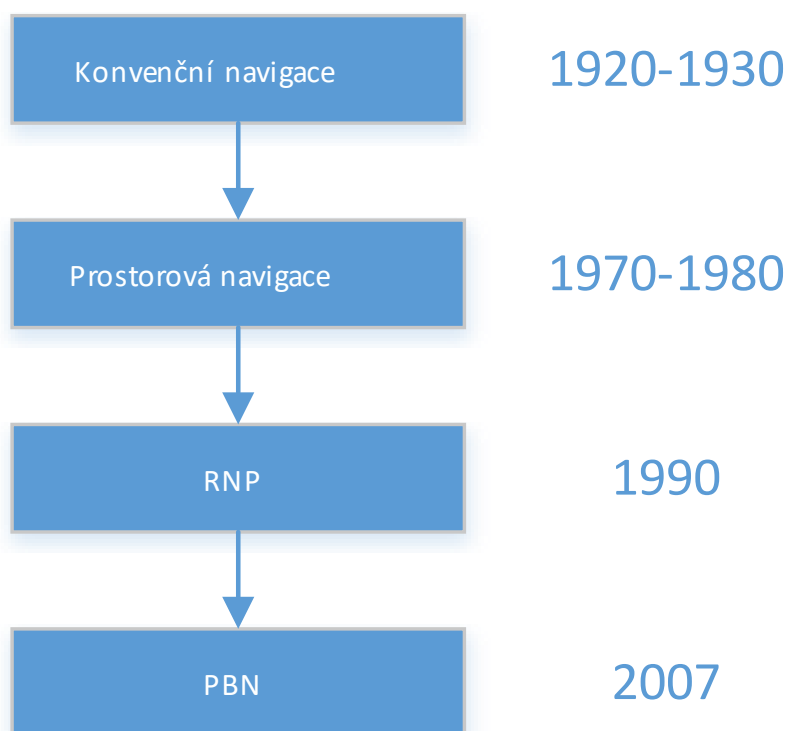 Konvenční navigace 1920-1930
Prostorová navigace 1970-1980
RNP 1990
PBN 2007